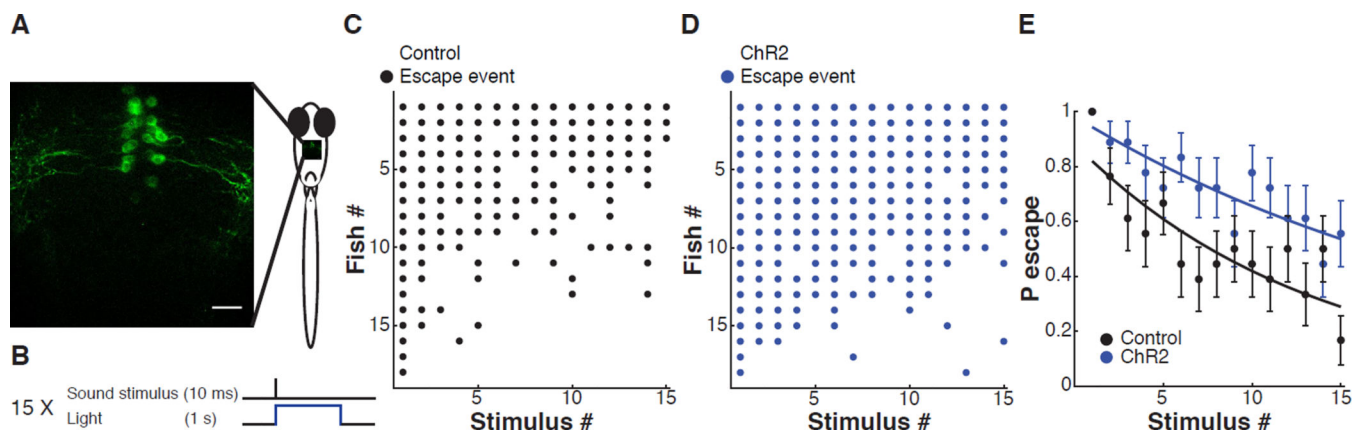 A
B
15 X
Sound stimulus (10 ms)
Light (1 s)
C
Control
Escape event
Fish #
5
10
15
5
10
15
Stimulus #
D
ChR2
Escape event
Fish #
5
10
15
5
10
15
Stimulus #
E
P escape
1
0.8
0.6
0.4
0.2
0
Control
ChR2
5
10
15
Stimulus #